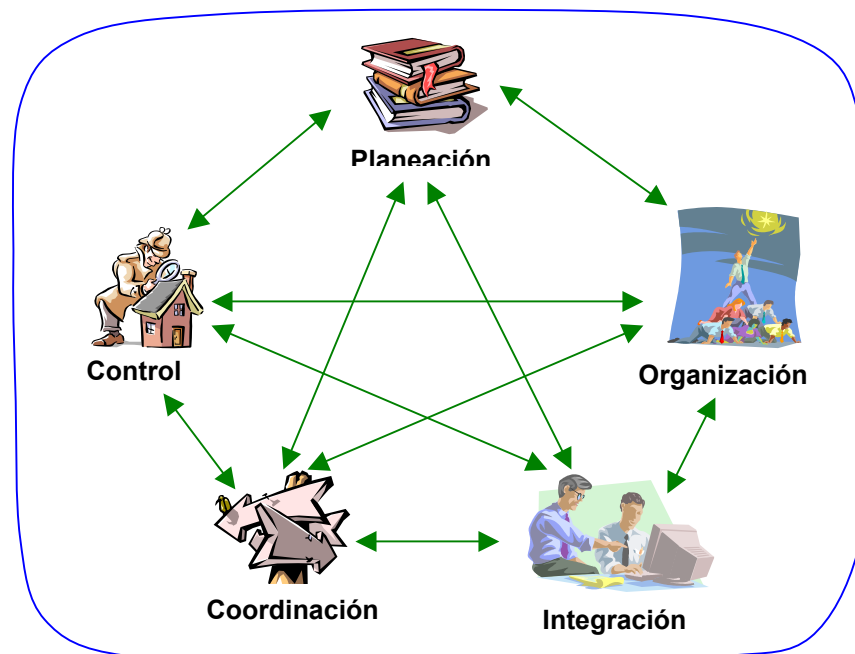 Planeación
Control
Organización
Coordinación
Integración